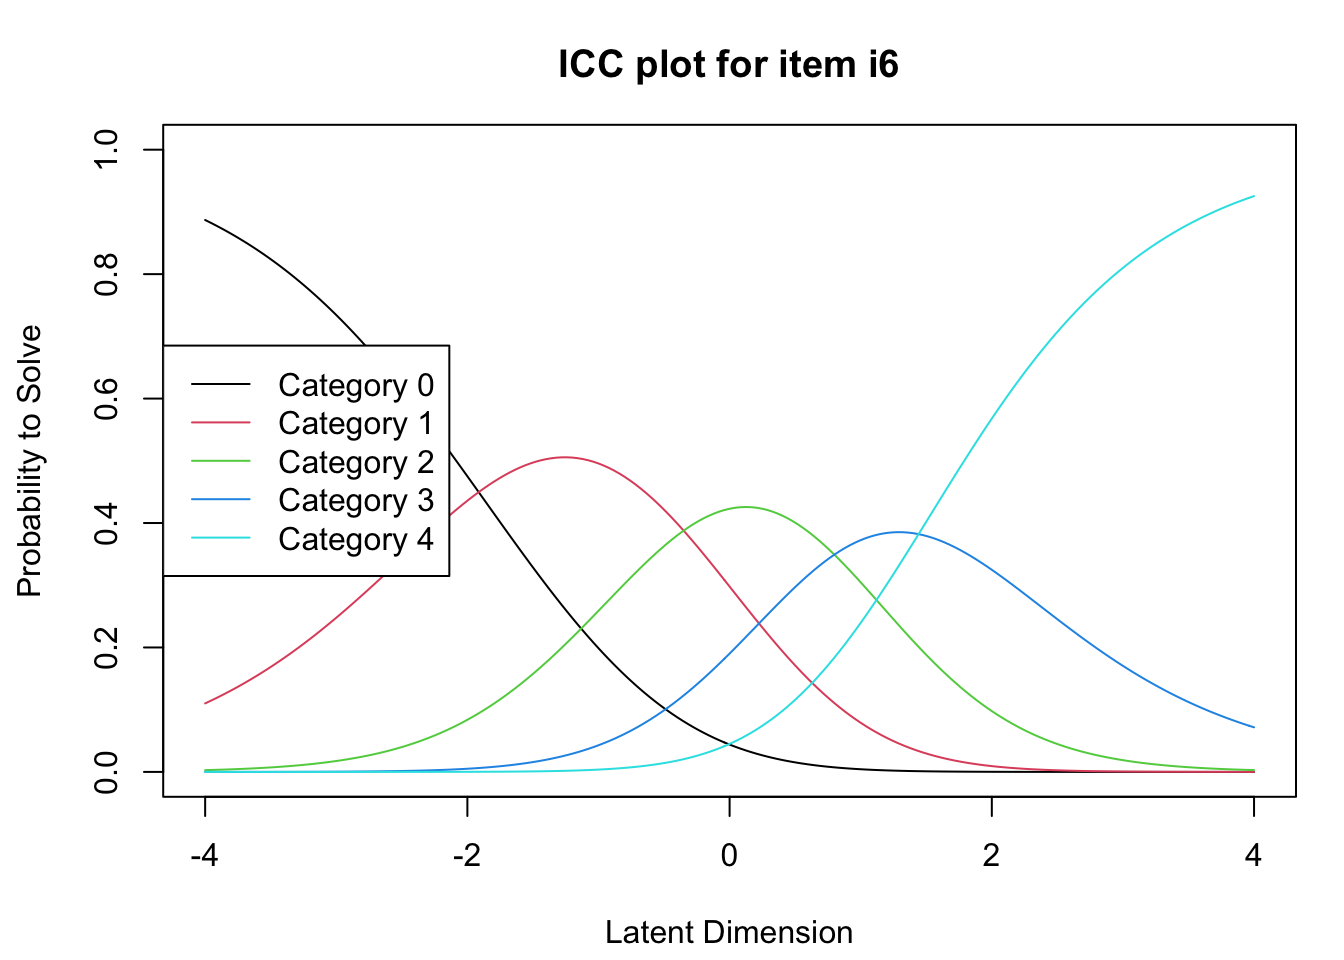 ICC plot for item i6
Probability to Solve
1.0
0.8
0.6
0.4
0.2
0.0
Category 0
Category 1
Category 2
Category 3
Category 4
-4 -2 0 2 4
Latent Dimension